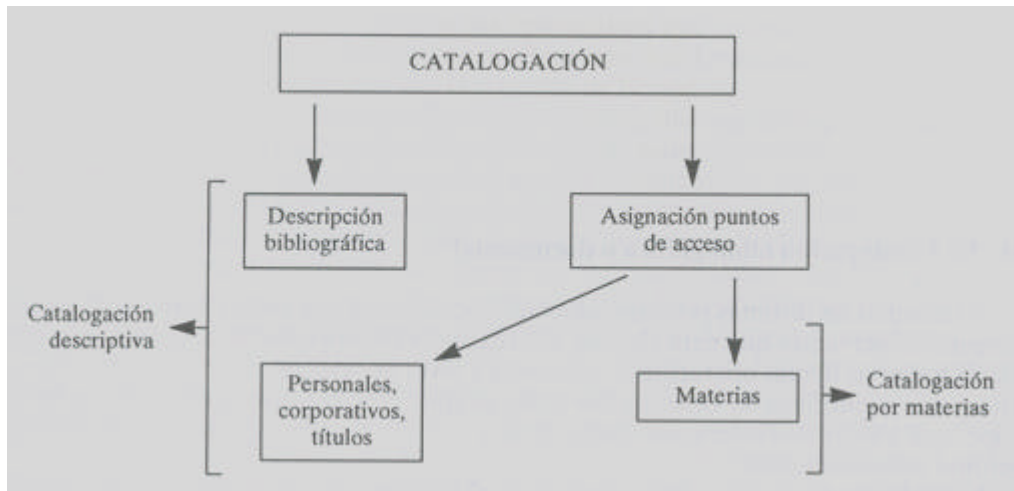 CATALOGACIÓN
Descripción
bibliográfica
Asignación puntos
de acceso
Catalogación
descriptiva
Personales,
corporativos,
títulos
Materias
Catalogación
por materias